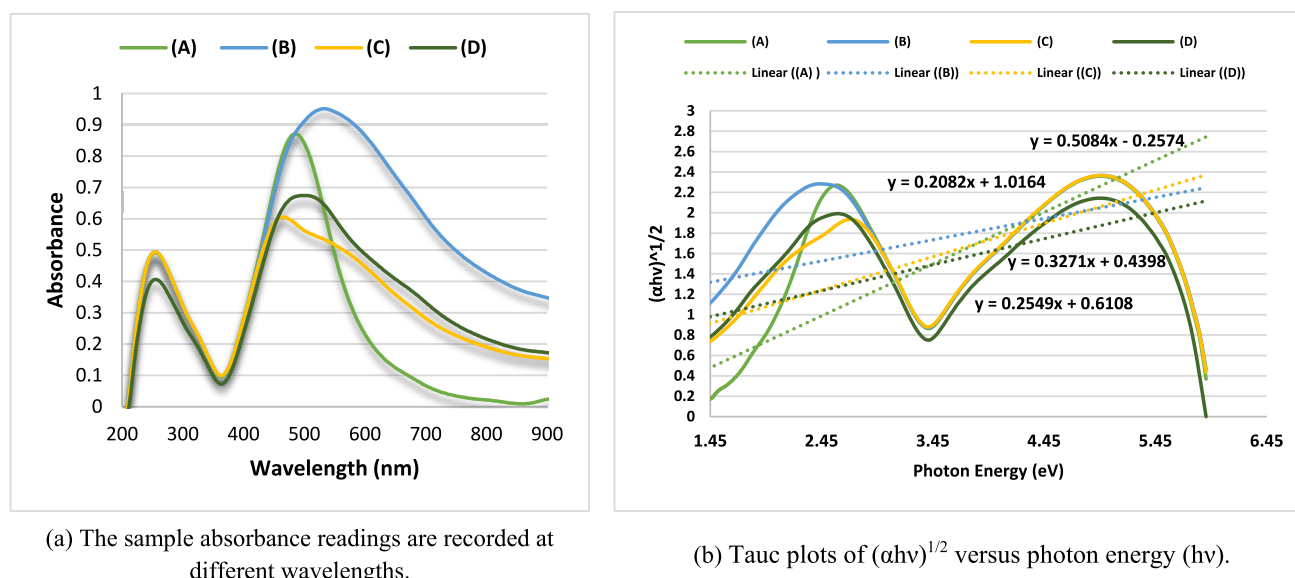 (A) (B) (C) (D)
1
0.9
0.8
0.7
0.6
0.5
0.4
0.3
0.2
0.1
0
Absorbance
200 300 400 500 600 700 800 900
Wavelength (nm)
(a) The sample absorbance readings are recorded at
different wavelengths.
(A) (B) (C) (D)
Linear ((A) ) Linear ((B)) Linear ((C)) Linear ((D))
3
2.8
2.6
2.4
2.2
2
1.8
1.6
1.4
1.2
1
0.8
0.6
0.4
0.2
0
(αhν)^1/2
y = 0.5084x - 0.2574
y = 0.2082x + 1.0164
y = 0.3271x + 0.4398
y = 0.2549x + 0.6108
1.45 2.45 3.45 4.45 5.45 6.45
Photon Energy (eV)
(b) Tauc plots of (αhν)^1/2 versus photon energy (hν).